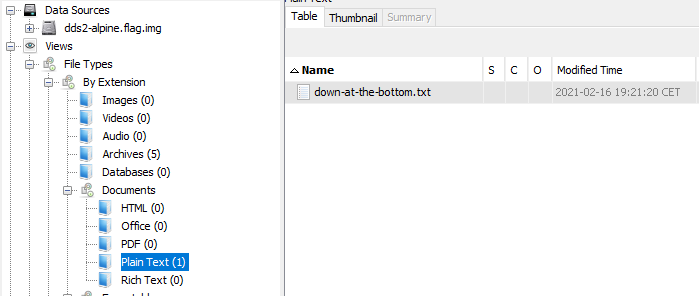 Data Sources
dds2-alpine.flag.img
Views
File Types
By Extension
Images (0)
Videos (0)
Audio (0)
Archives (5)
Databases (0)
Documents
HTML (0)
Office (0)
PDF (0)
Plain Text (1)
Rich Text (0)
Plain Text
Table Thumbnail Summary
Name S C O Modified Time
down-at-the-bottom.txt 2021-02-16 19:21:20 CET